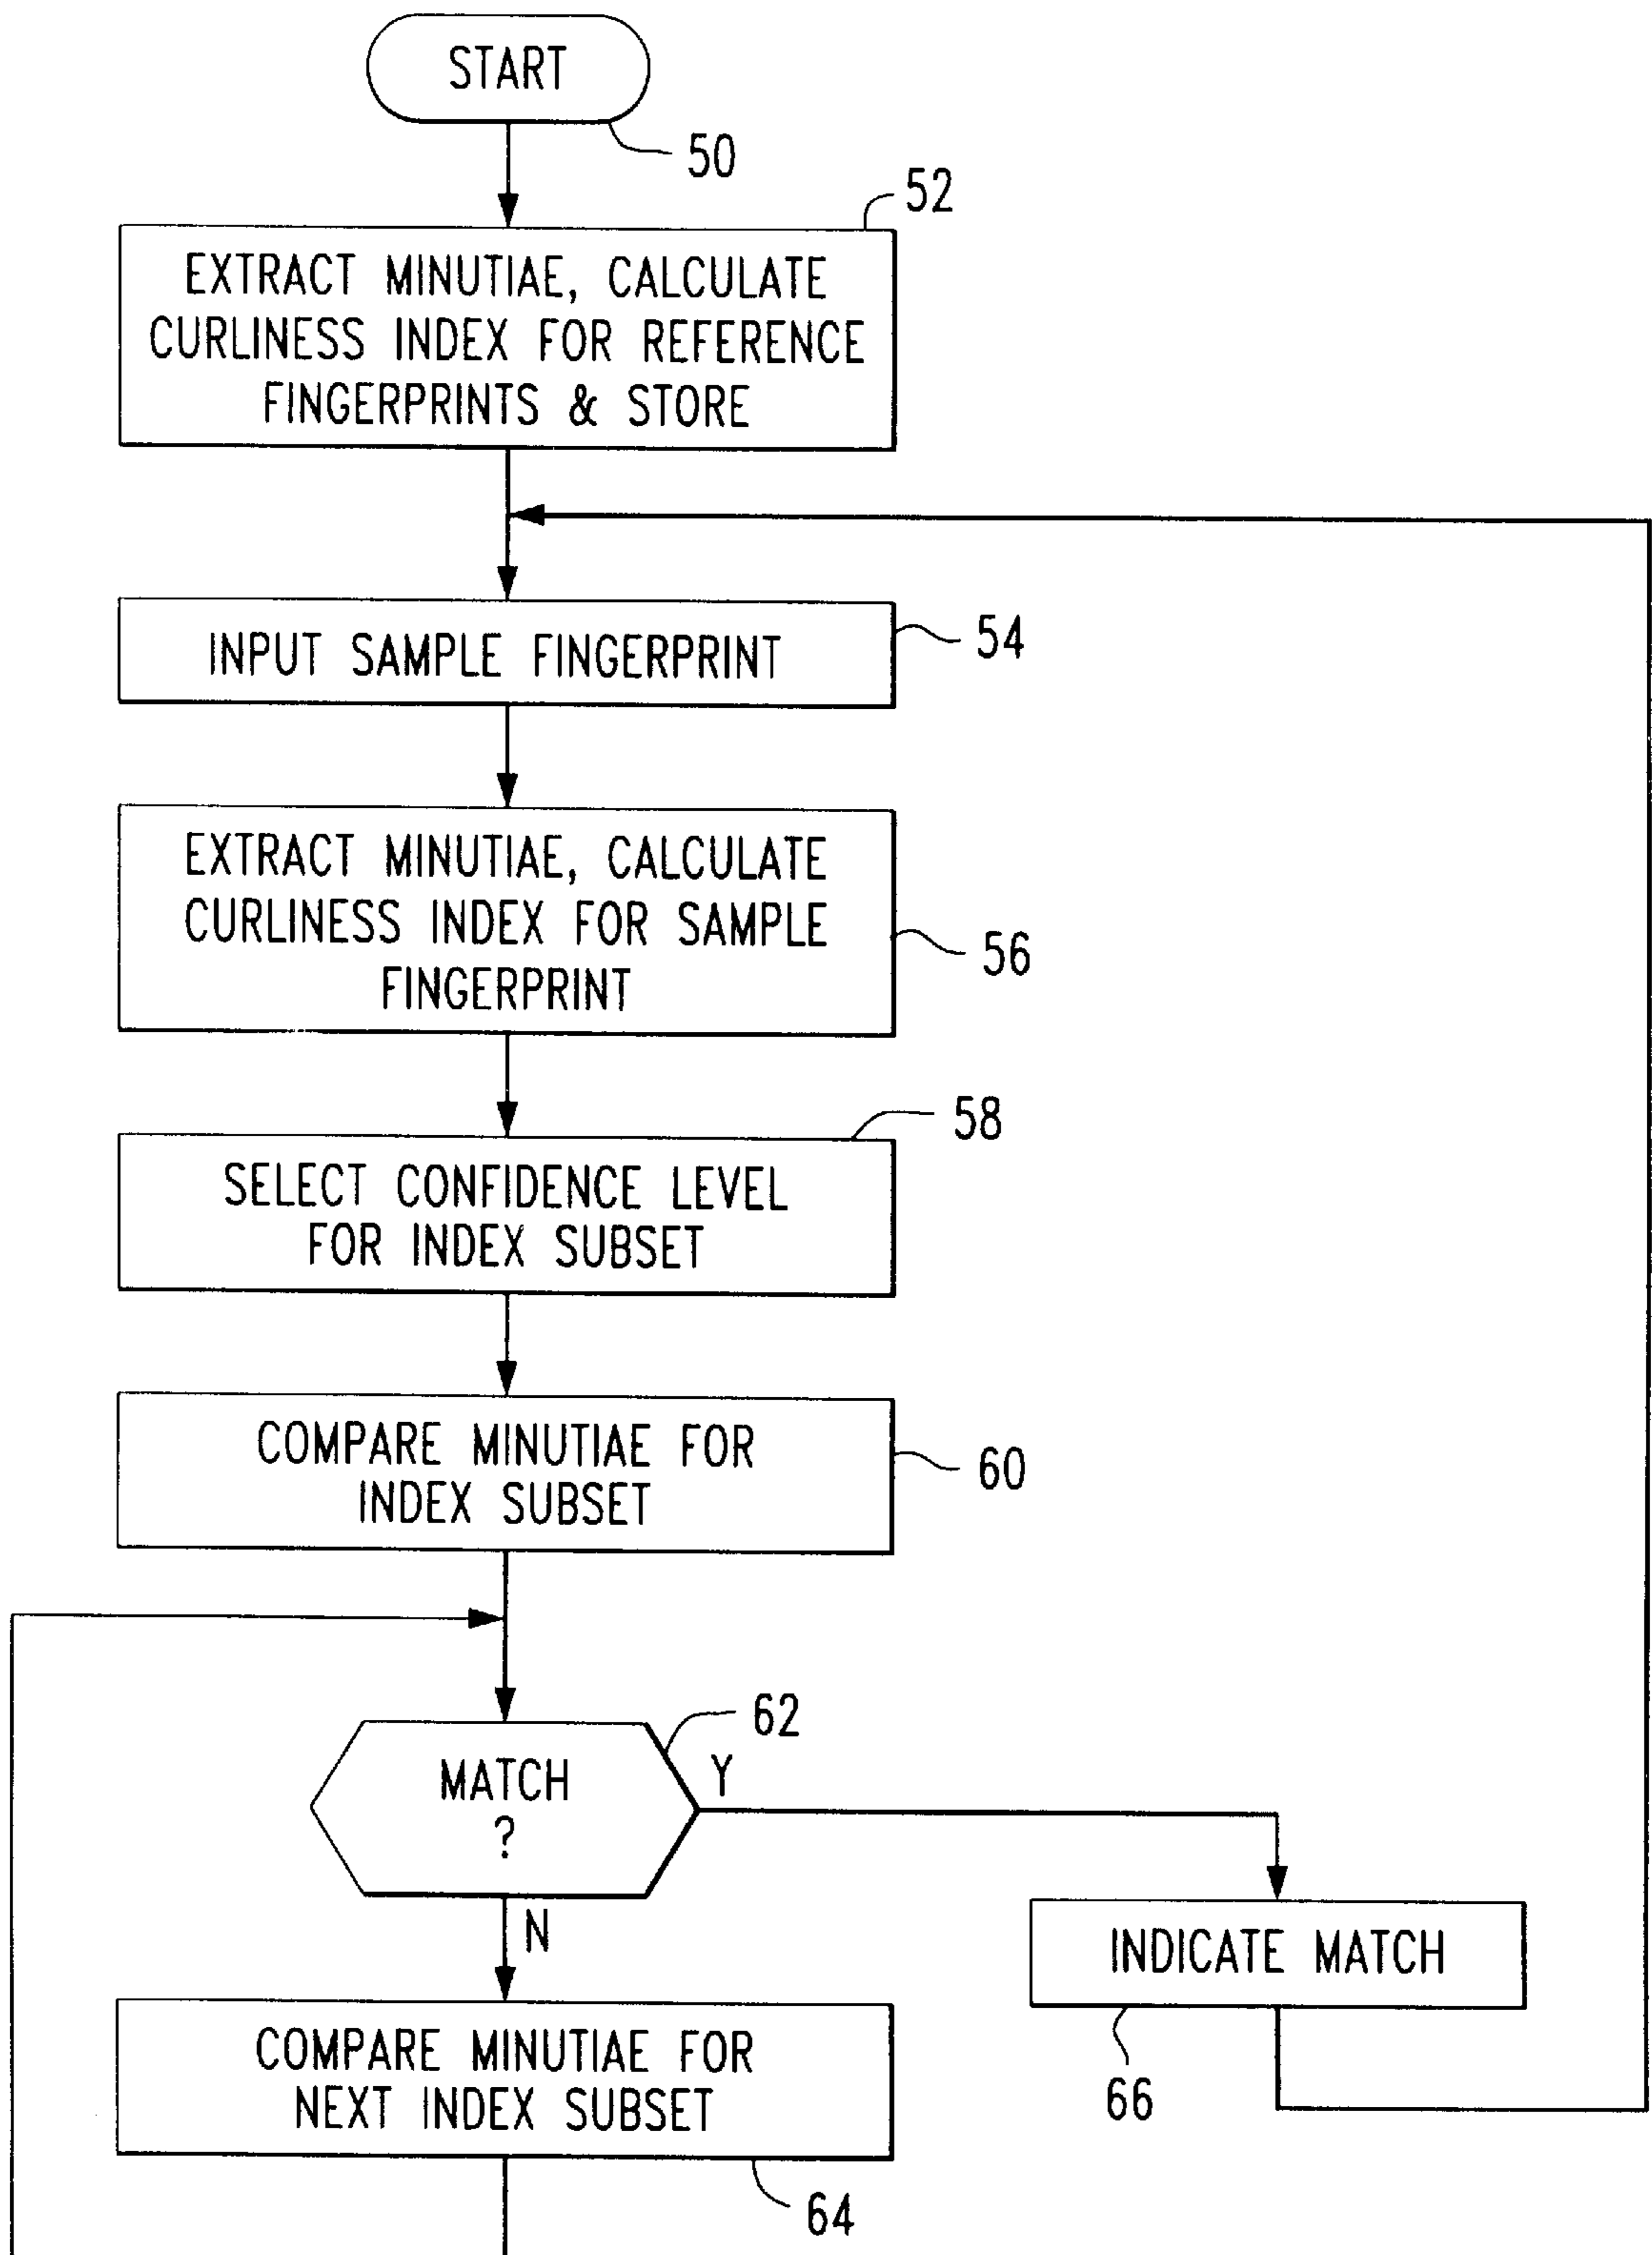 START
50
52
EXTRACT MINUTIAE, CALCULATE
CURLINESS INDEX FOR REFERENCE
FINGERPRINTS & STORE
INPUT SAMPLE FINGERPRINT
54
EXTRACT MINUTIAE, CALCULATE
CURLINESS INDEX FOR SAMPLE
FINGERPRINT
56
58
SELECT CONFIDENCE LEVEL
FOR INDEX SUBSET
COMPARE MINUTIAE FOR
INDEX SUBSET
60
62
MATCH
?
Y
N
INDICATE MATCH
66
COMPARE MINUTIAE FOR
NEXT INDEX SUBSET
64